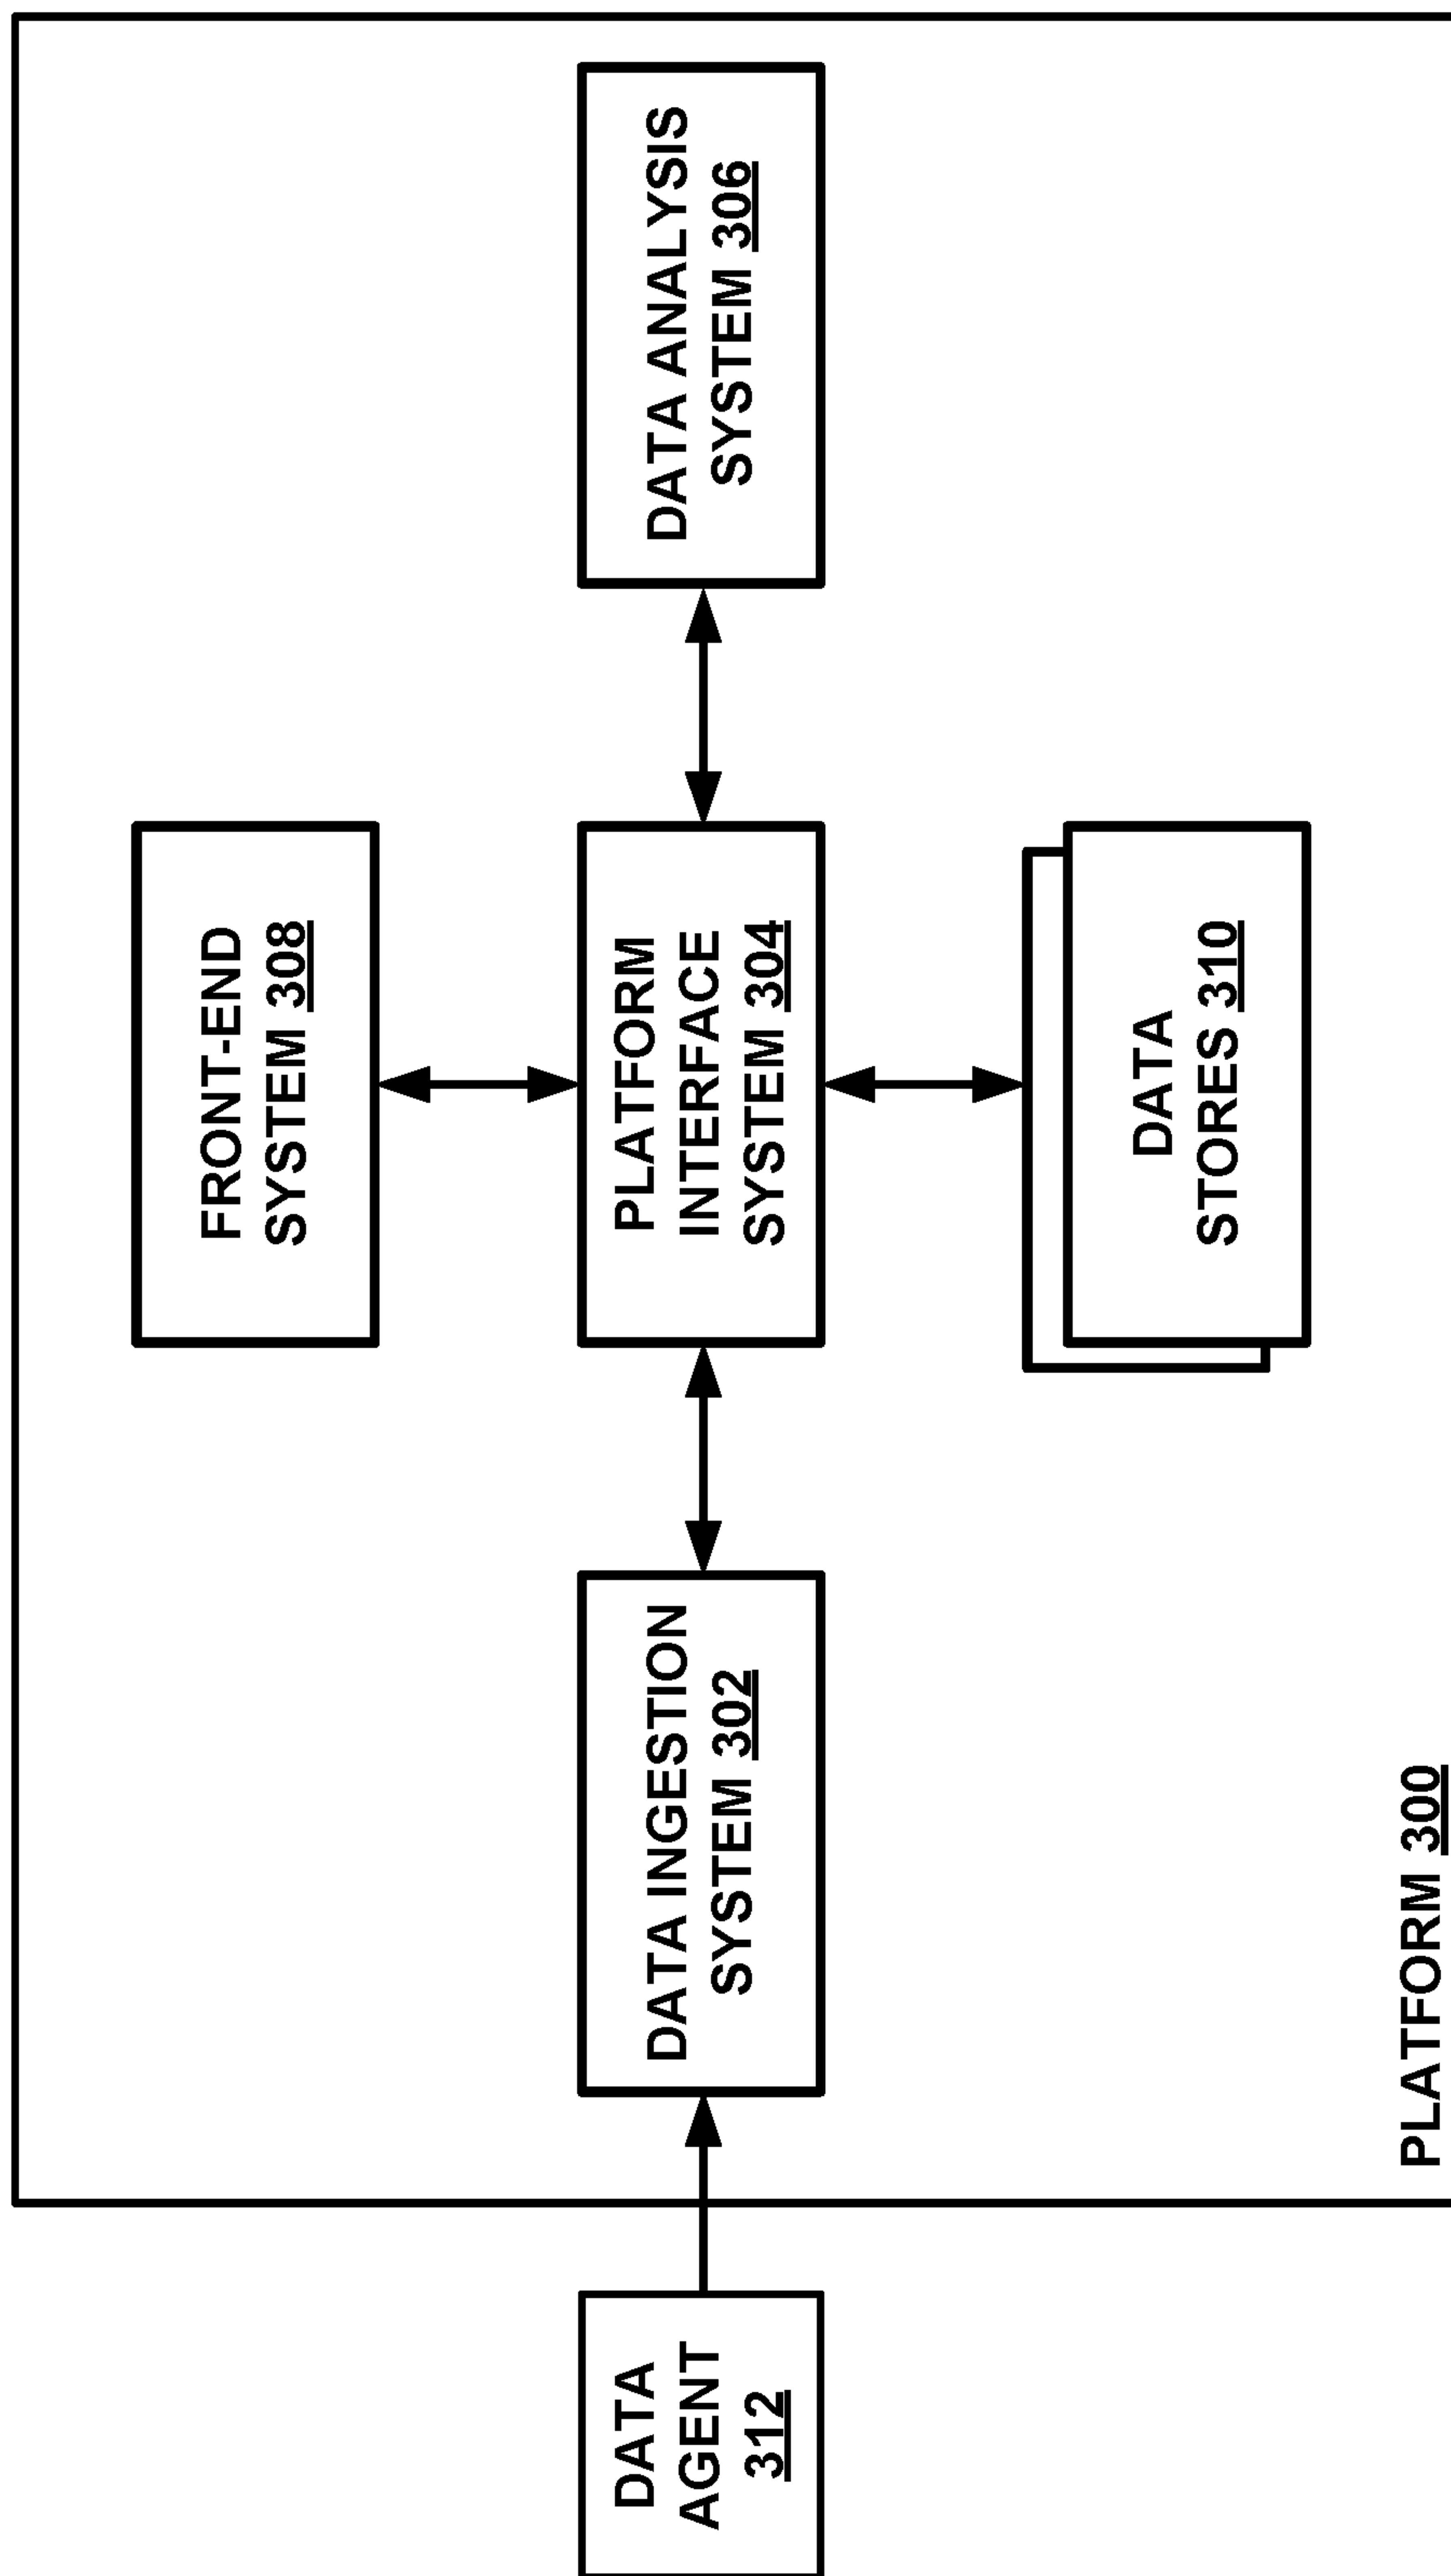 FRONT-END
SYSTEM 308
DATA
AGENT
312
DATA INGESTION
SYSTEM 302
PLATFORM
INTERFACE
SYSTEM 304
DATA ANALYSIS
SYSTEM 306
DATA
STORES 310
PLATFORM 300